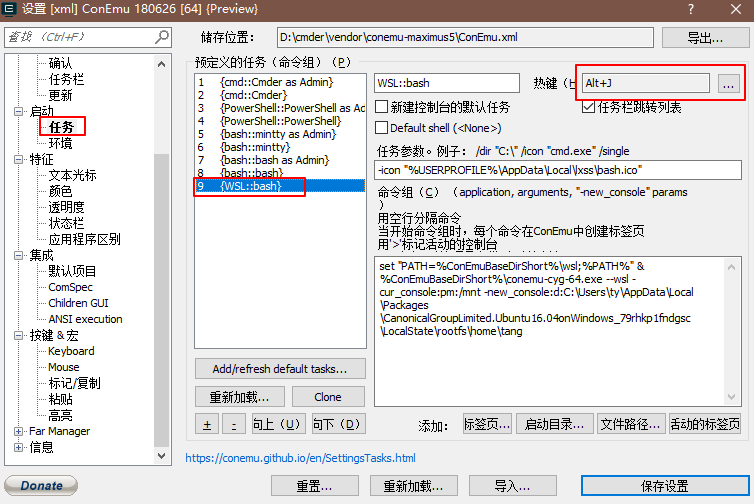 设置 [xml] ConEmu 180626 [64] {Preview}
查找 (Ctrl+F)
储存位置：
D:\cmder\vendor\conemu-maximus5\ConEmu.xml
导出...
确认
任务栏
更新
启动
任务
环境
特征
文本光标
颜色
透明度
状态栏
应用程序区别
集成
默认项目
ComSpec
Children GUI
ANSI execution
按键 & 宏
Keyboard
Mouse
标记/复制
粘贴
高亮
Far Manager
信息
预定义的任务（命令组）(P)
1 {cmd::Cmder as Admin}
2 {cmd::Cmder}
3 {PowerShell::PowerShell as Ad
4 {PowerShell::PowerShell}
5 {bash::mintty as Admin}
6 {bash::mintty}
7 {bash::bash as Admin}
8 {bash::bash}
9 {WSL::bash}
Add/refresh default tasks...
重新加载...
Clone
+
-
向上 (U)
向下 (D)
WSL::bash
热键
Alt+J
...
新建控制台的默认任务
任务栏跳转列表
Default shell (<None>)
任务参数。例子： /dir "C:\" /icon "cmd.exe" /single
-icon "%USERPROFILE%\AppData\Local\lxss\bash.ico"
命令组(C) (application, arguments, "-new_console" params
)
用空行分隔命令
当开始命令组时，每个命令在ConEmu中创建标签页
用'>'标记活动的控制台
set "PATH=%ConEmuBaseDirShort%\wsl;%PATH%" &
%ConEmuBaseDirShort%\conemu-cyg-64.exe --wsl -
cur_console:pm:/mnt -new_console:d:C:\Users\ty\AppData\Local
\Packages
\CanonicalGroupLimited.Ubuntu16.04onWindows_79rhkp1fndgsc
\LocalState\rootfs\home\tang
添加:
标签页...
启动目录...
文件路径...
活动的标签页
https://conemu.github.io/en/SettingsTasks.html
Donate
重置...
重新加载...
导入...
保存设置